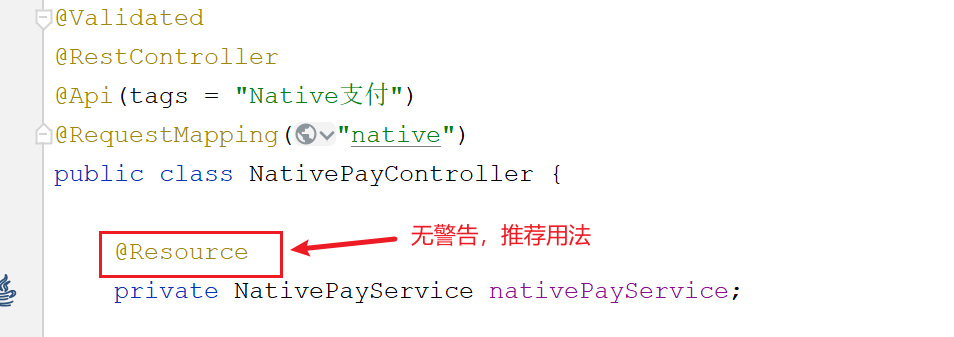 @Validated
@RestController
@Api(tags = "Native支付")
@RequestMapping("native")
public class NativePayController {
无警告，推荐用法
@Resource
private NativePayService nativePayService;